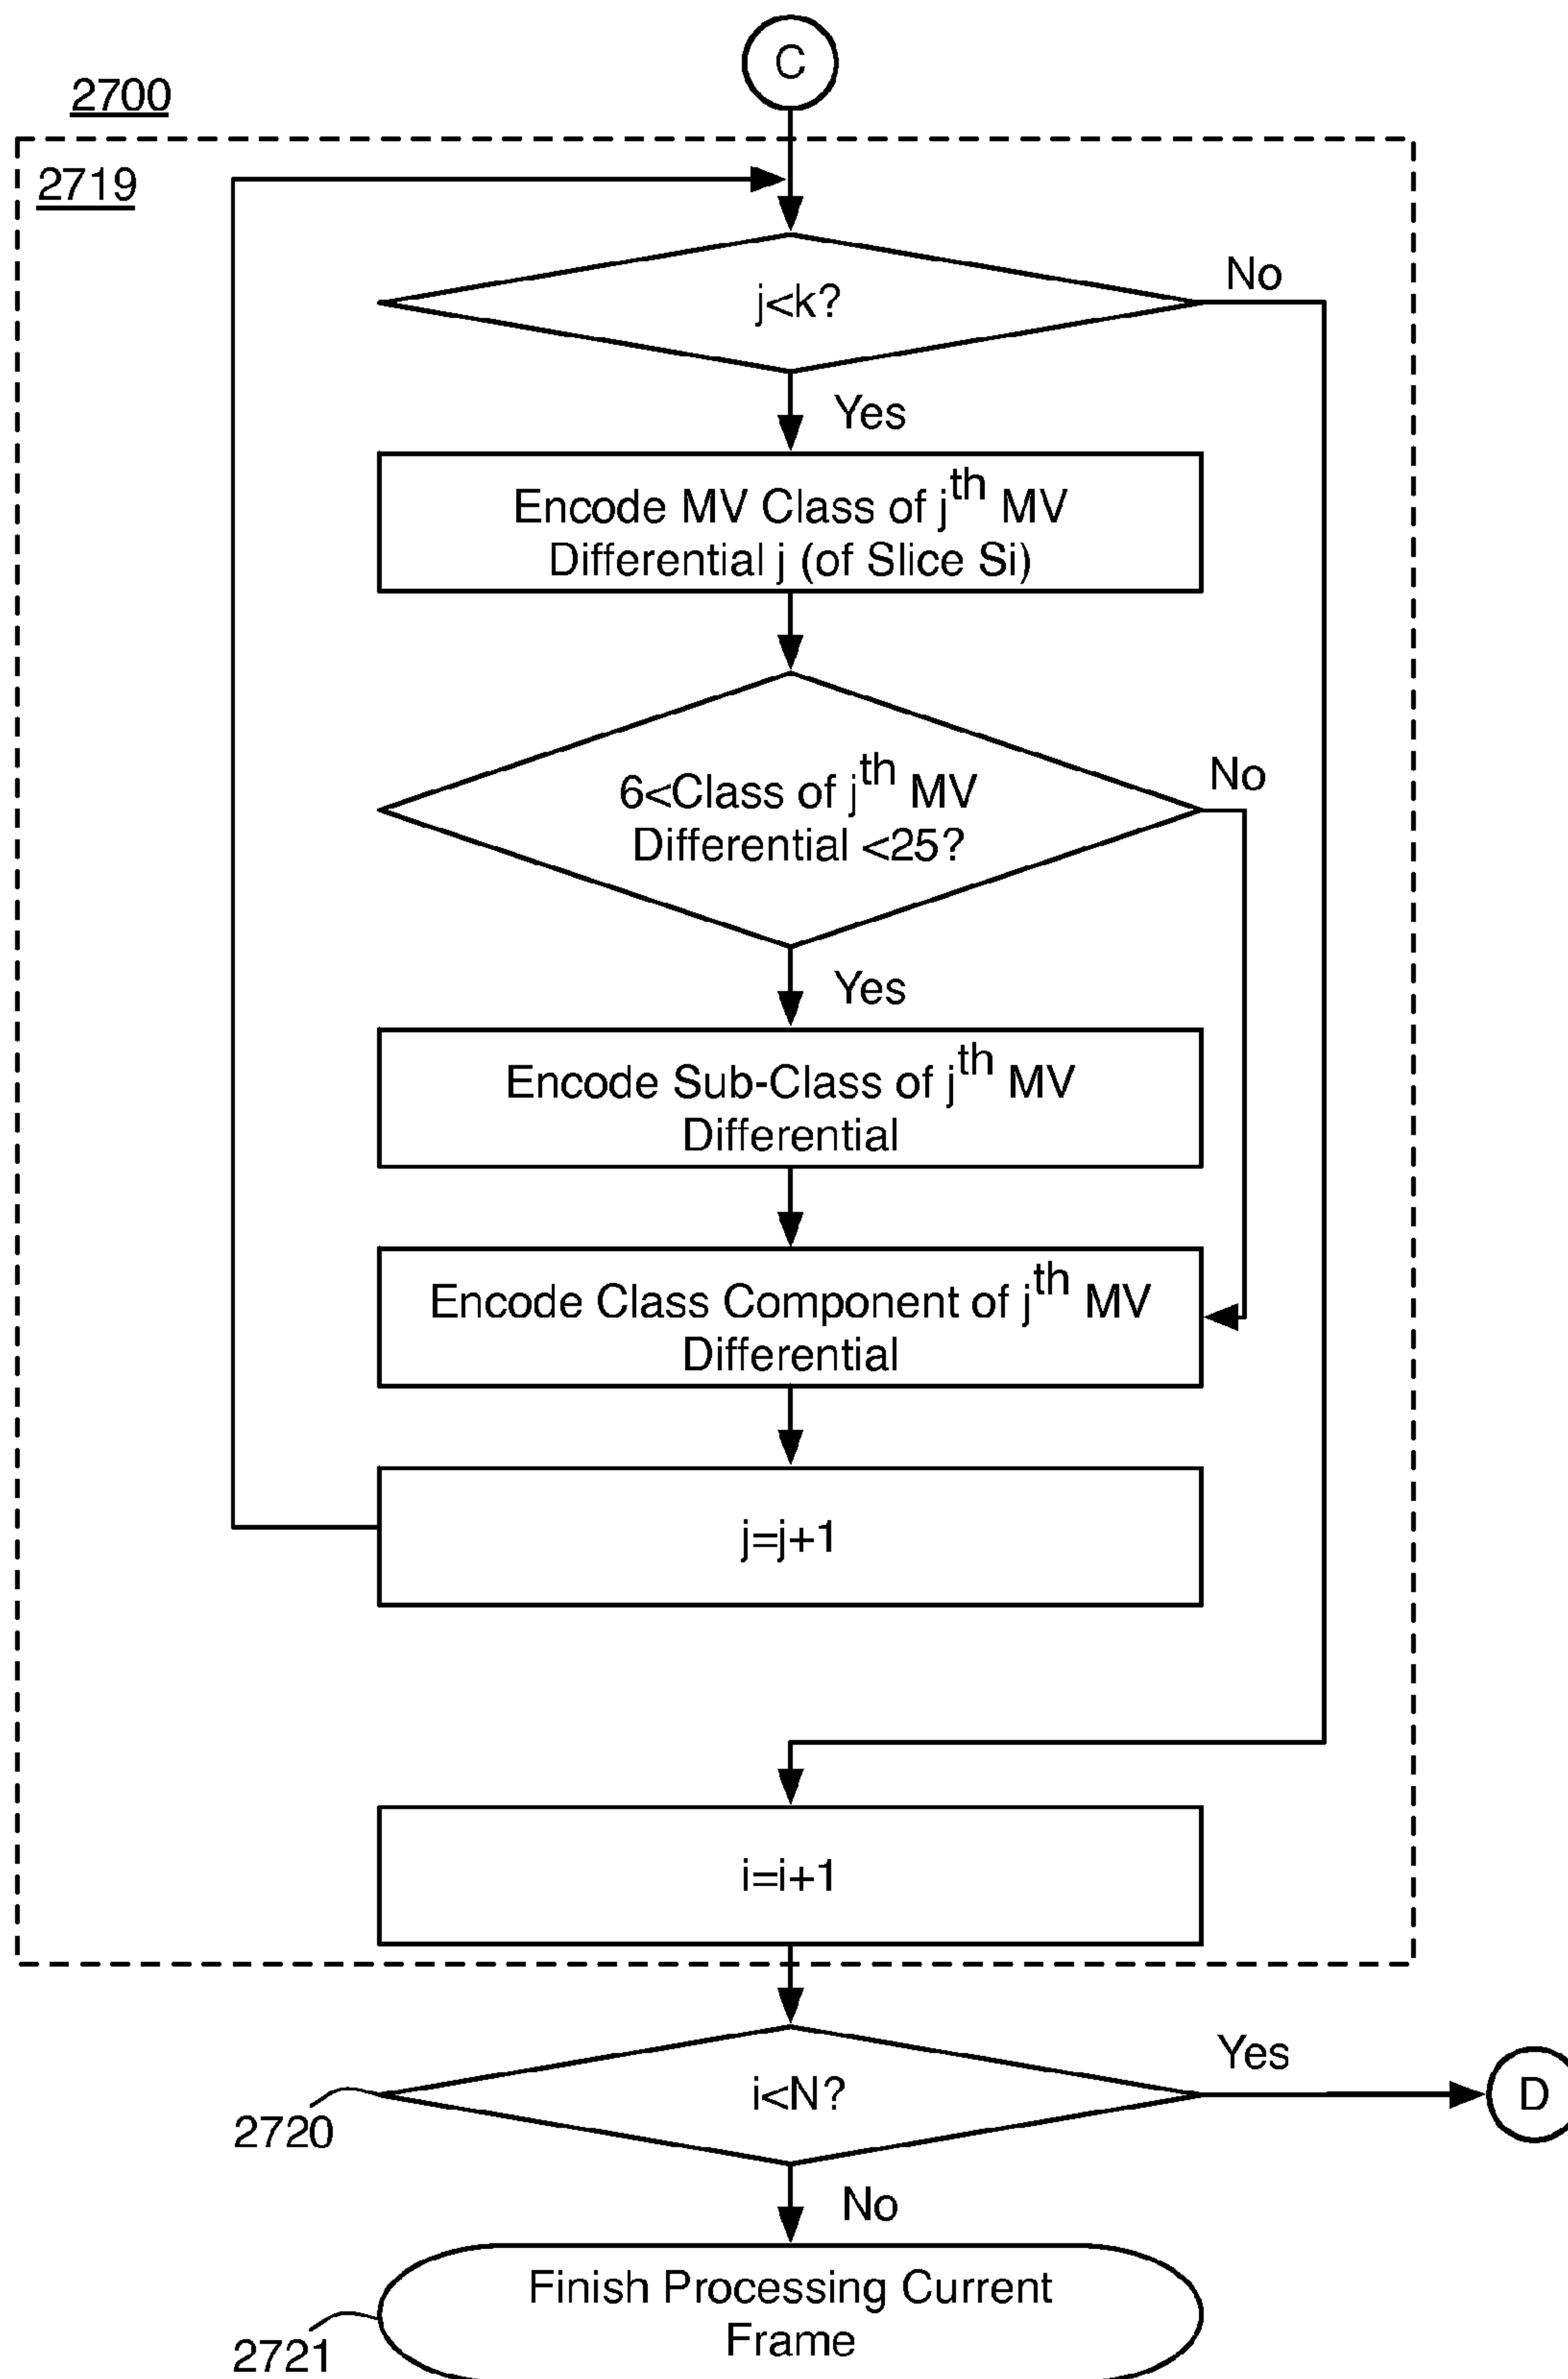 C
2700
2719
j<k?
No
Yes
Encode MV Class of jth MV
Differential j (of Slice Si)
6<Class of jth MV
Differential <25?
No
Yes
Encode Sub-Class of jth MV
Differential
Encode Class Component of jth MV
Differential
j=j+1
i=i+1
i<N?
Yes
D
2720
No
Finish Processing Current
Frame
2721